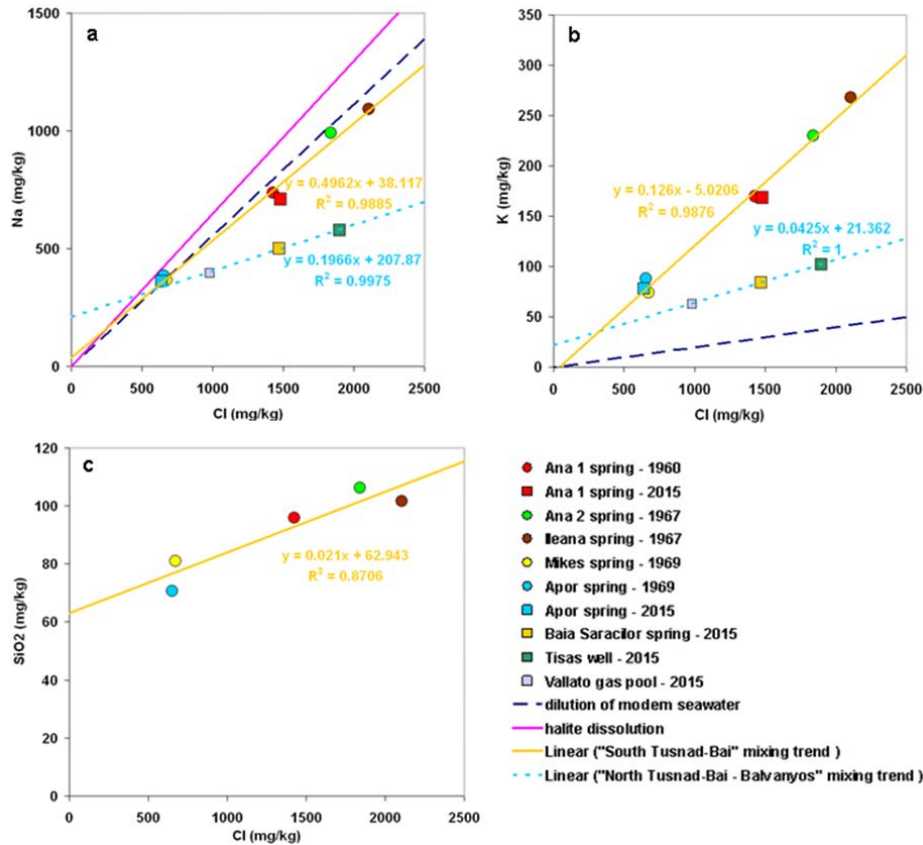 a
1500
1000
500
0
Na (mg/kg)
y = 0.4962x + 38.117
R² = 0.9885
y = 0.1966x + 207.87
R² = 0.9975
0 500 1000 1500 2000 2500
Cl (mg/kg)
b
350
300
250
200
150
100
50
0
K (mg/kg)
y = 0.126x - 5.0206
R² = 0.9876
y = 0.0425x + 21.362
R² = 1
0 500 1000 1500 2000 2500
Cl (mg/kg)
c
120
100
80
60
40
20
0
SiO2 (mg/kg)
y = 0.021x + 62.943
R² = 0.8706
0 500 1000 1500 2000 2500
Cl (mg/kg)
Ana 1 spring - 1960
Ana 1 spring - 2015
Ana 2 spring - 1967
Ileana spring - 1967
Mikes spring - 1969
Apor spring - 1969
Apor spring - 2015
Baia Saracilor spring - 2015
Tisas well - 2015
Vallato gas pool - 2015
dilution of modern seawater
halite dissolution
Linear ("South Tusnad-Bai" mixing trend )
Linear ("North Tusnad-Bai - Balvanyos" mixing trend )